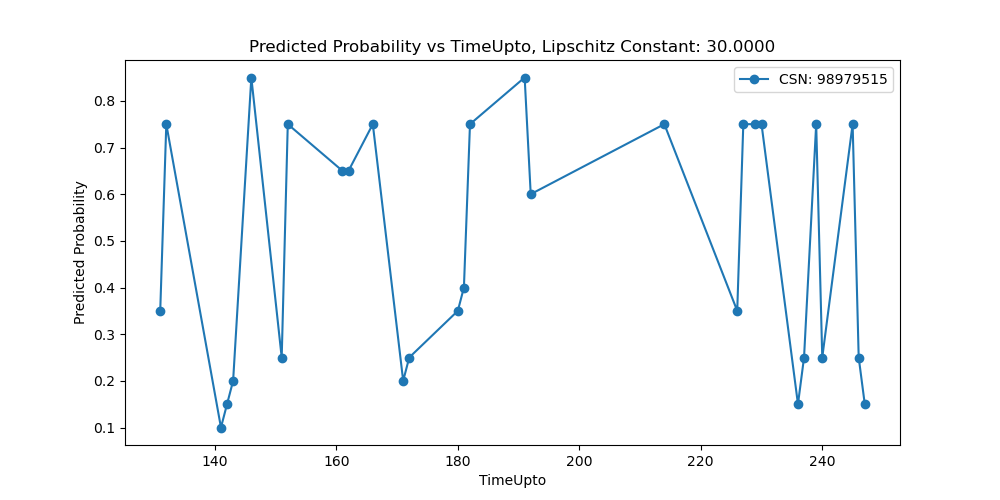 Predicted Probability vs TimeUpto, Lipschitz Constant: 30.0000
CSN: 98979515
Predicted Probability
0.8
0.7
0.6
0.5
0.4
0.3
0.2
0.1
140 160 180 200 220 240
TimeUpto